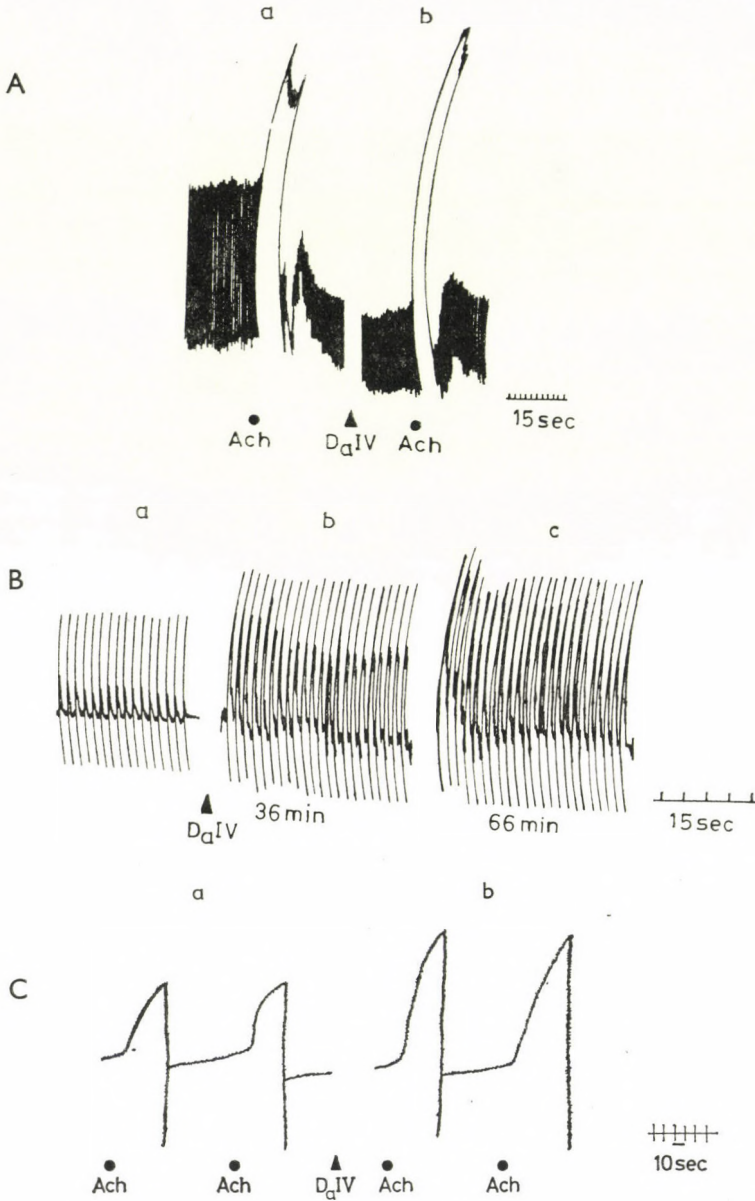 a b
A
15 sec
Ach DaIV Ach
a b c
B
DaIV 36 min 66 min 15 sec
a b
C
Ach Ach DaIV Ach Ach 10 sec